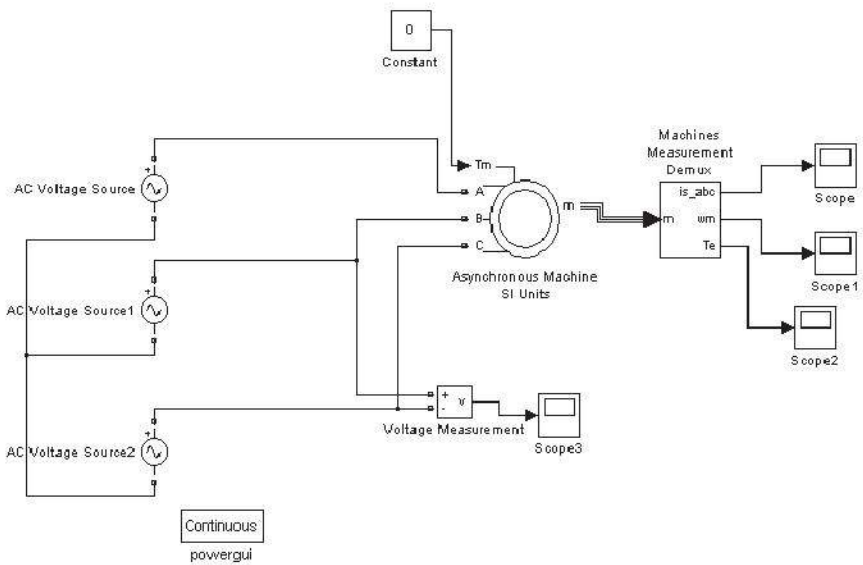 0
Constant
Machines
Measurement
Demux
+
AC Voltage Source
Tm
A
B
C
m
m
is_abc
wm
Te
Scope
Asynchronous Machine
SI Units
Scope1
+
AC Voltage Source1
Scope2
+
-
v
Voltage Measurement
Scope3
+
AC Voltage Source2
Continuous
powergui